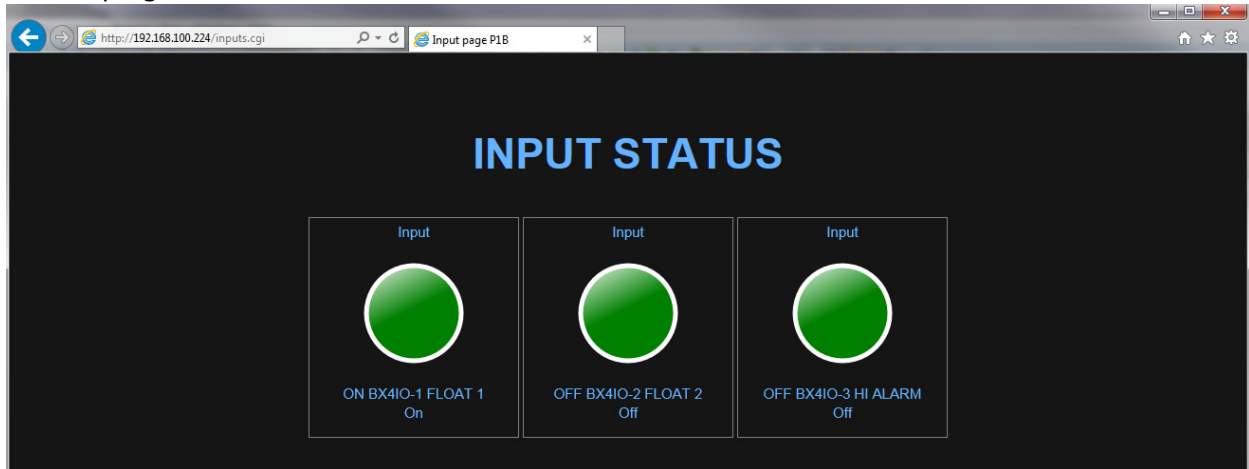 http://192.168.100.224/inputs.cgi
Input page P1B
INPUT STATUS
Input
ON BX4IO-1 FLOAT 1
On
Input
OFF BX4IO-2 FLOAT 2
Off
Input
OFF BX4IO-3 HI ALARM
Off